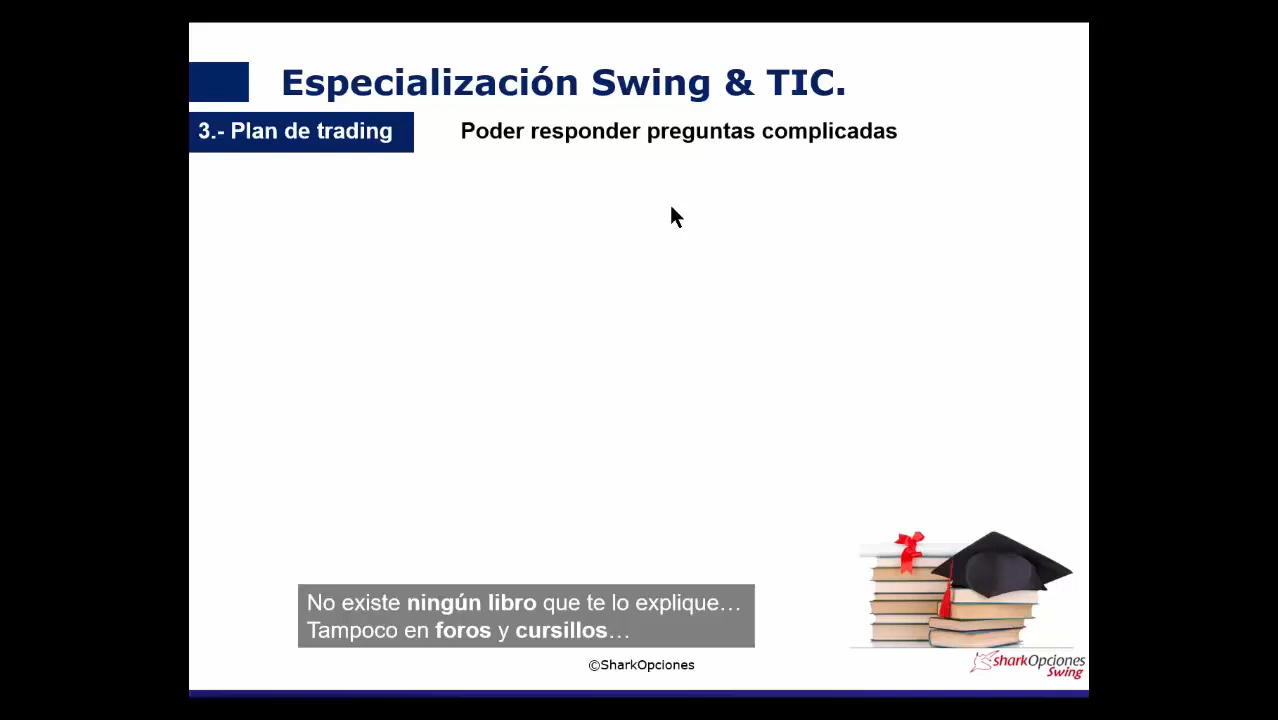 Especialización Swing & TIC.
3.- Plan de trading
Poder responder preguntas complicadas
No existe ningún libro que te lo explique…
Tampoco en foros y cursillos…
©SharkOpciones
sharkOpciones
Swing